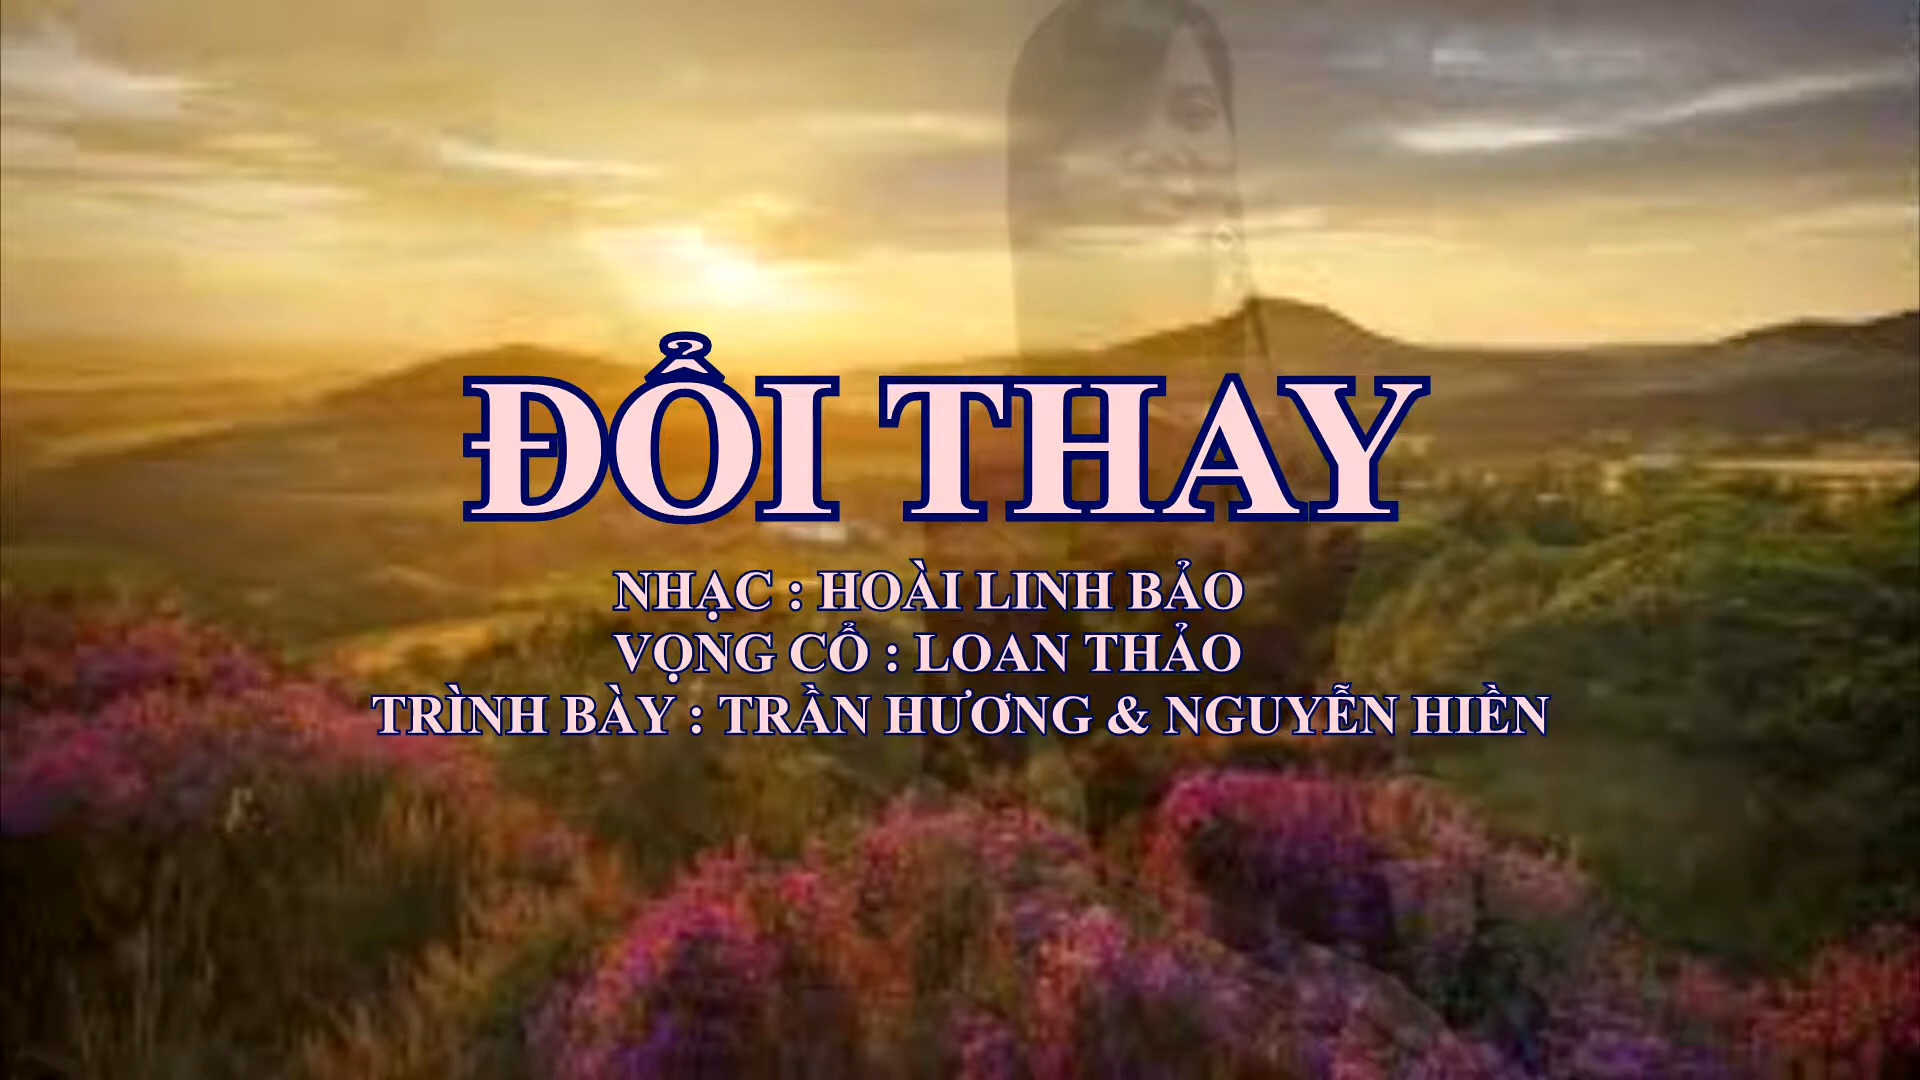 ĐỔI THAY
NHẠC : HOÀI LINH BẢO
VỌNG CỔ : LOAN THẢO
TRÌNH BÀY : TRẦN HƯƠNG & NGUYỄN HIỀN